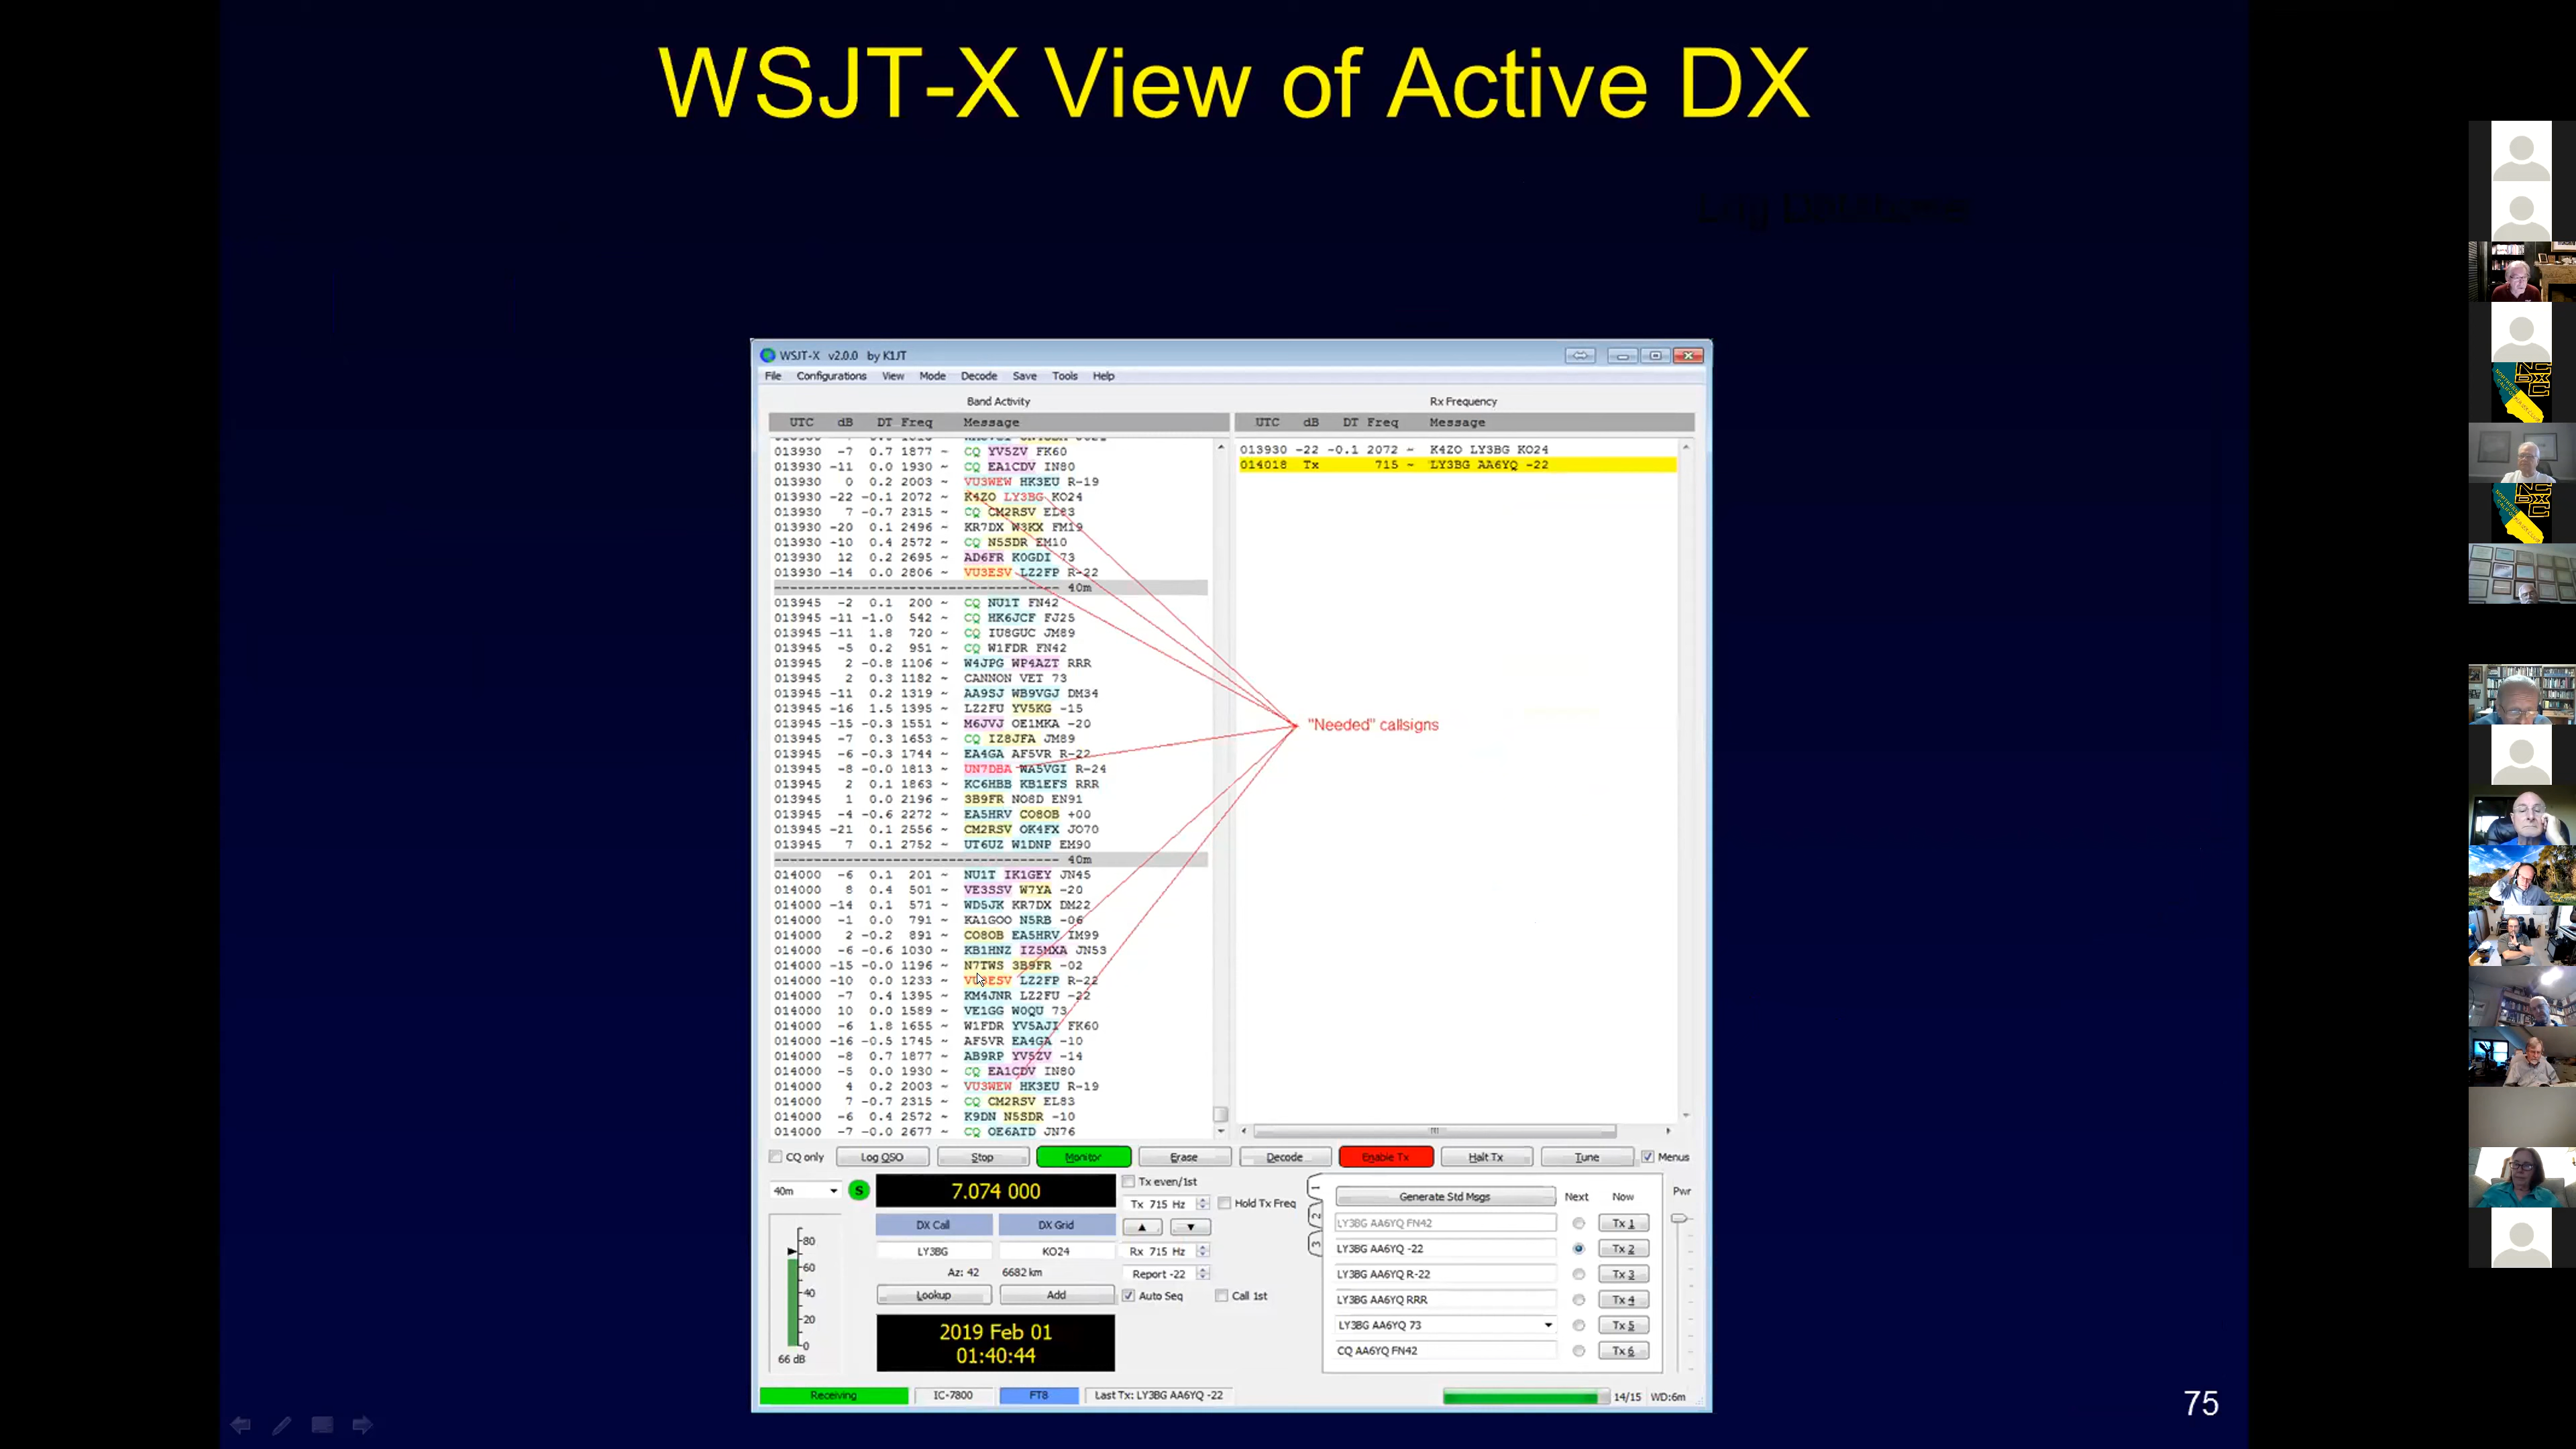 WSJT-X View of Active DX
WSJT-X v2.0.0 by K1JT
File Configurations View Mode Decode Save Tools Help
Band Activity
UTC dB DT Freq Message
013930 -7 0.7 1877 ~ CQ YV5ZV FK60
013930 -11 0.0 1930 ~ CQ EA1CDV IN80
013930 0 0.2 2003 ~ VU3WEW HK3EU R-19
013930 -22 -0.1 2072 ~ K4ZO LY3BG KO24
013930 7 -0.7 2315 ~ CQ CM2RSV EL83
013930 -20 0.1 2496 ~ KR7DX W3KX FM19
013930 -10 0.4 2572 ~ CQ N5SDR EM10
013930 12 0.2 2695 ~ AD6FR K0GDI 73
013930 -14 0.0 2806 ~ VU3ESV LZ2FP R-22
------------------------------------ 40m
013945 -2 0.1 200 ~ CQ NU1T FN42
013945 -11 -1.0 542 ~ CQ HK6JCF FJ25
013945 -11 1.8 720 ~ CQ IU8GUC JM89
013945 -5 0.2 951 ~ CQ W1FDR FN42
013945 2 -0.8 1106 ~ W4JPG WP4AZT RRR
013945 2 0.3 1182 ~ CANNON VET 73
013945 -11 0.2 1319 ~ AA9SJ WB9VGJ DM34
013945 -16 1.5 1395 ~ LZ2FU YV5KG -15
013945 -15 -0.3 1551 ~ M6JVJ OE1MKA -20
013945 -7 0.3 1653 ~ CQ IZ8JFA JM89
013945 -6 -0.3 1744 ~ EA4GA AF5VR R-22
013945 -8 -0.0 1813 ~ UN7DBA WA5VGI R-24
013945 2 0.1 1863 ~ KC6HBB KB1EFS RRR
013945 1 0.0 2196 ~ 3B9FR NO8D EN91
013945 -4 -0.6 2272 ~ EA5HRV CO8OB +00
013945 -21 0.1 2556 ~ CM2RSV OK4FX JO70
013945 7 0.1 2752 ~ UT6UZ W1DNP EM90
------------------------------------ 40m
014000 -6 0.1 201 ~ NU1T IK1GEY JN45
014000 8 0.4 501 ~ VE3SSV W7YA -20
014000 -14 0.1 571 ~ WD5JK KR7DX DM22
014000 -1 0.0 791 ~ KA1GOO N5RB -06
014000 2 -0.2 891 ~ CO8OB EA5HRV IM99
014000 -6 -0.6 1030 ~ KB1HNZ IZ5MXA JN53
014000 -15 -0.0 1196 ~ N7TWS 3B9FR -02
014000 -10 0.0 1233 ~ VU3ESV LZ2FP R-22
014000 -7 0.4 1395 ~ KM4JNR LZ2FU -22
014000 10 0.0 1589 ~ VE1GG W0QU 73
014000 -6 1.8 1655 ~ W1FDR YV5AJI FK60
014000 -16 -0.5 1745 ~ AF5VR EA4GA -10
014000 -8 0.7 1877 ~ AB9RP YV5ZV -14
014000 -5 0.0 1930 ~ CQ EA1CDV IN80
014000 4 0.2 2003 ~ VU3WEW HK3EU R-19
014000 7 -0.7 2315 ~ CQ CM2RSV EL83
014000 -6 0.4 2572 ~ K9DN N5SDR -10
014000 -7 -0.0 2677 ~ CQ OE6ATD JN76
Rx Frequency
UTC dB DT Freq Message
013930 -22 -0.1 2072 ~ K4ZO LY3BG KO24
014018 Tx 715 ~ LY3BG AA6YQ -22
"Needed" callsigns
CQ only Log QSO Stop Monitor Erase Decode Enable Tx Halt Tx Tune Menus
40m S 7.074 000
Tx even/1st
Tx 715 Hz Hold Tx Freq
DX Call DX Grid
LY3BG KO24
Rx 715 Hz
Az: 42 6682 km
Report -22
Lookup Add
Auto Seq Call 1st
2019 Feb 01
01:40:44
80
60
40
20
0
66 dB
1
2
3
Generate Std Msgs Next Now Pwr
LY3BG AA6YQ FN42 Tx 1
LY3BG AA6YQ -22 Tx 2
LY3BG AA6YQ R-22 Tx 3
LY3BG AA6YQ RRR Tx 4
LY3BG AA6YQ 73 Tx 5
CQ AA6YQ FN42 Tx 6
Receiving IC-7800 FT8 Last Tx: LY3BG AA6YQ -22 14/15 WD:6m
75